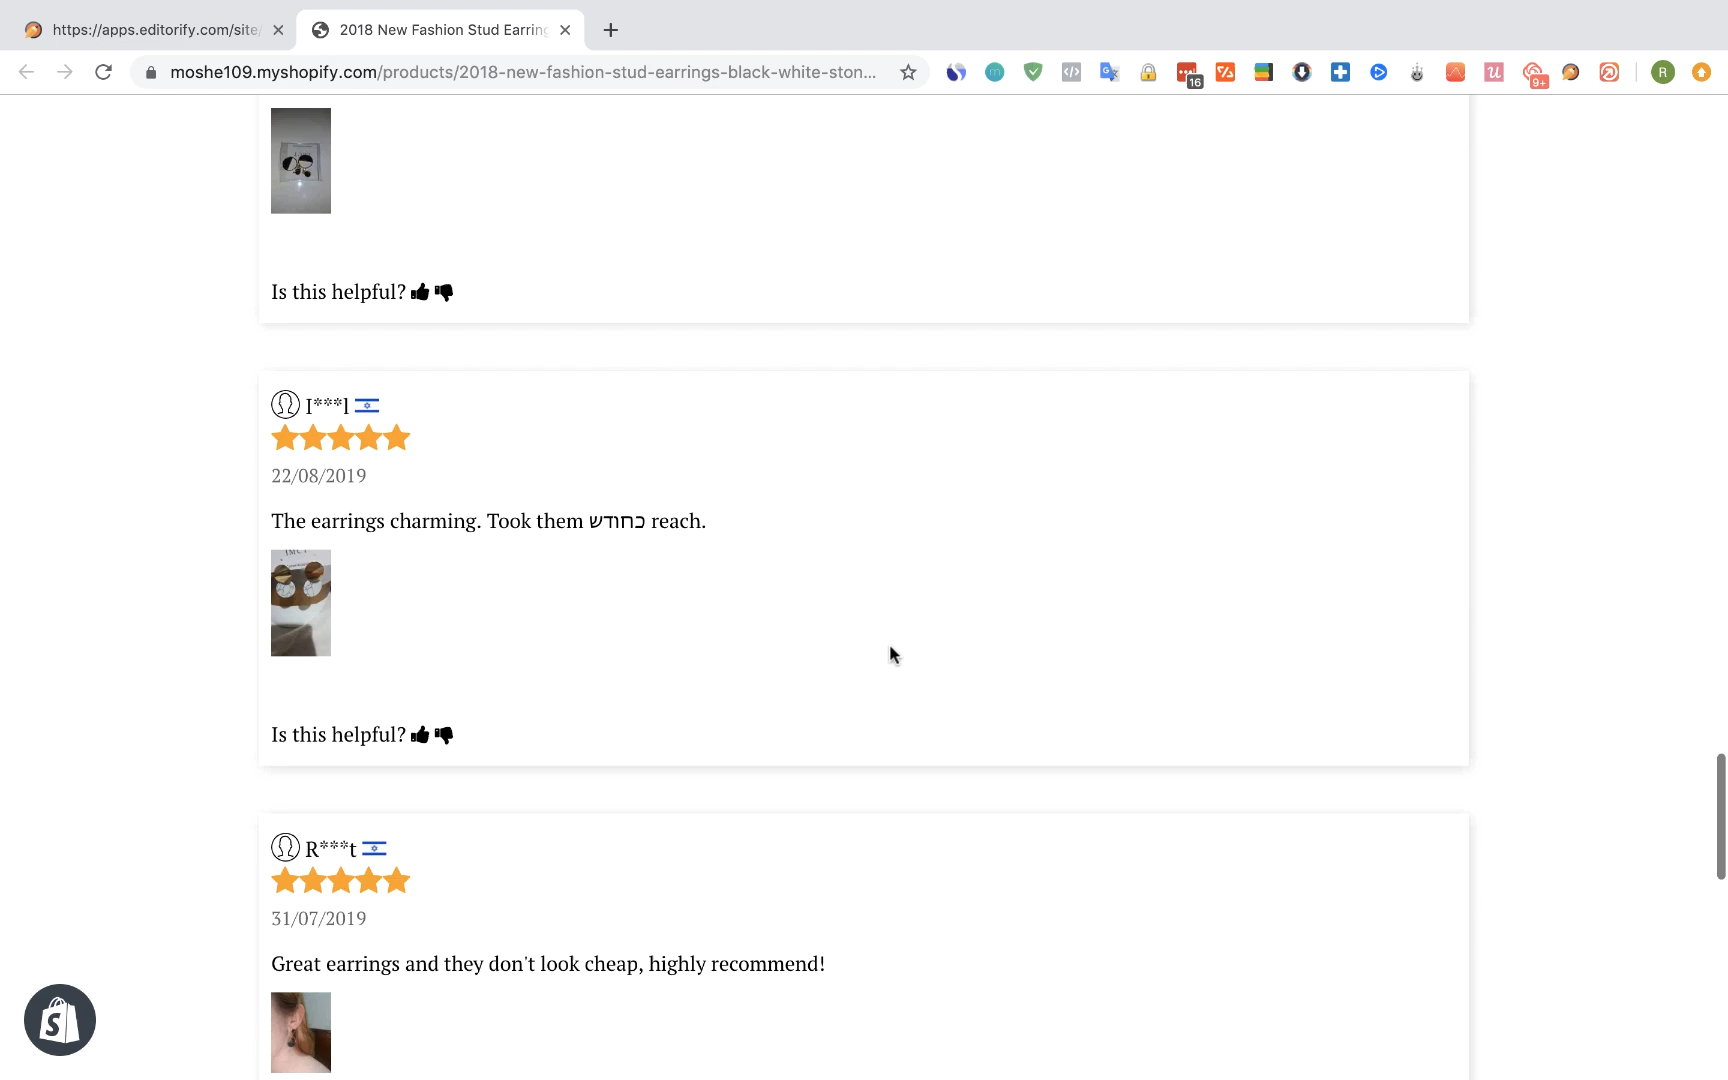 https://apps.editorify.com/site/
2018 New Fashion Stud Earring
moshe109.myshopify.com/products/2018-new-fashion-stud-earrings-black-white-ston...
16
9+
R
Is this helpful?
I***l
22/08/2019
The earrings charming. Took them כחודש reach.
Is this helpful?
R***t
31/07/2019
Great earrings and they don't look cheap, highly recommend!